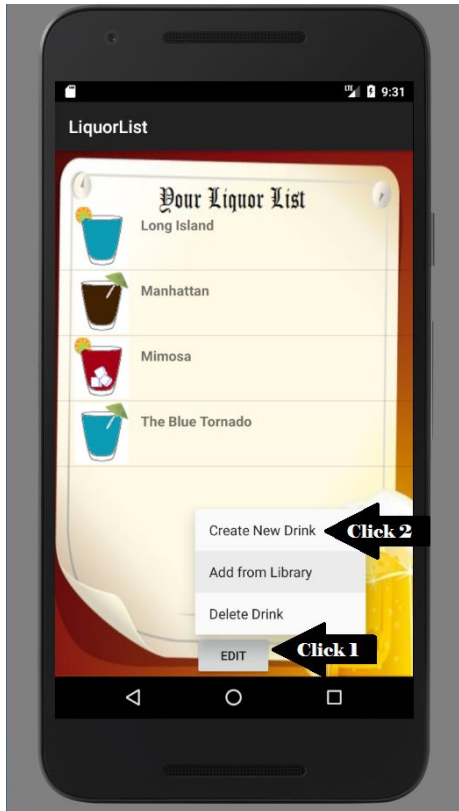 LTE 9:31
LiquorList
Your Liquor List
Long Island
Manhattan
Mimosa
The Blue Tornado
Create New Drink
Click 2
Add from Library
Delete Drink
EDIT
Click 1